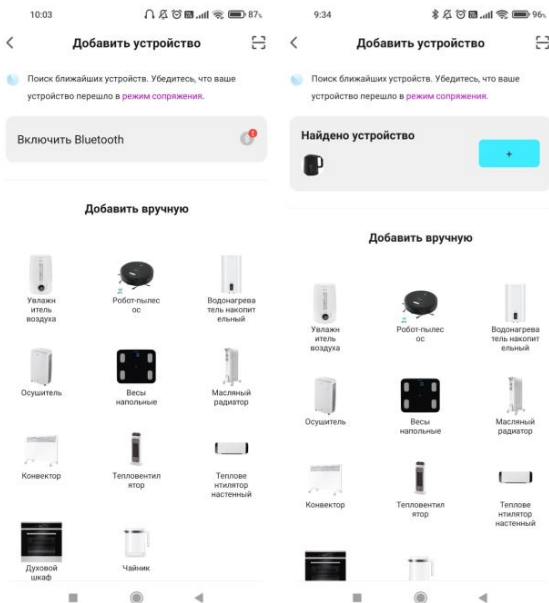 10:03
87%
Добавить устройство
Поиск ближайших устройств. Убедитесь, что ваше
устройство перешло в режим сопряжения.
Включить Bluetooth
Добавить вручную
Увлажн
итель
воздуха
Робот-пылес
ос
Водонагрева
тель накопит
ельный
Осушитель
Весы
напольные
Масляный
радиатор
Конвектор
Тепловентил
ятор
Теплове
нтилятор
настенный
Духовой
шкаф
Чайник
9:34
96%
Добавить устройство
Поиск ближайших устройств. Убедитесь, что ваше
устройство перешло в режим сопряжения.
Найдено устройство
+
Добавить вручную
Увлажн
итель
воздуха
Робот-пылес
ос
Водонагрева
тель накопит
ельный
Осушитель
Весы
напольные
Масляный
радиатор
Конвектор
Тепловентил
ятор
Теплове
нтилятор
настенный